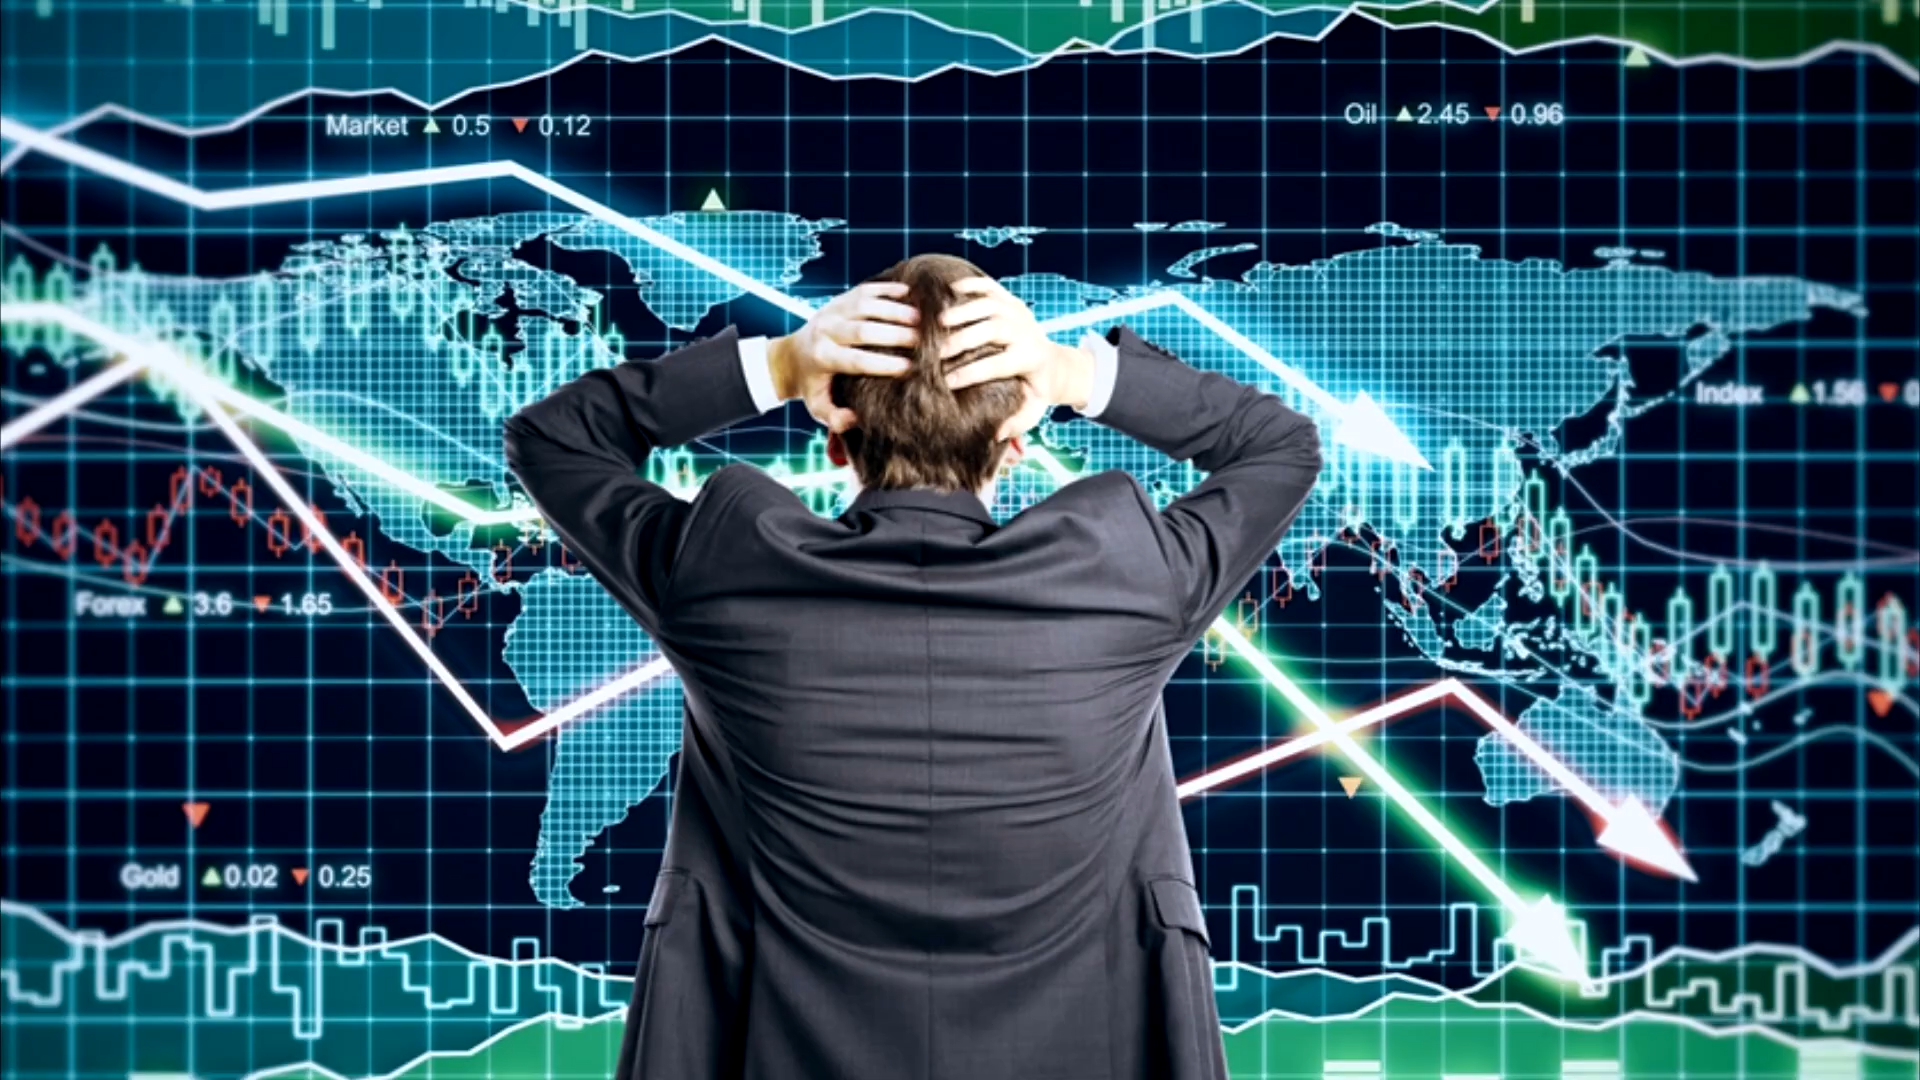 Oil ▲2.45 ▼ 0.96
Market ▲ 0.5 ▼ 0.12
Index ▲1.56 ▼
Forex ▲ 3.6 ▼ 1.65
Gold ▲0.02 ▼ 0.25